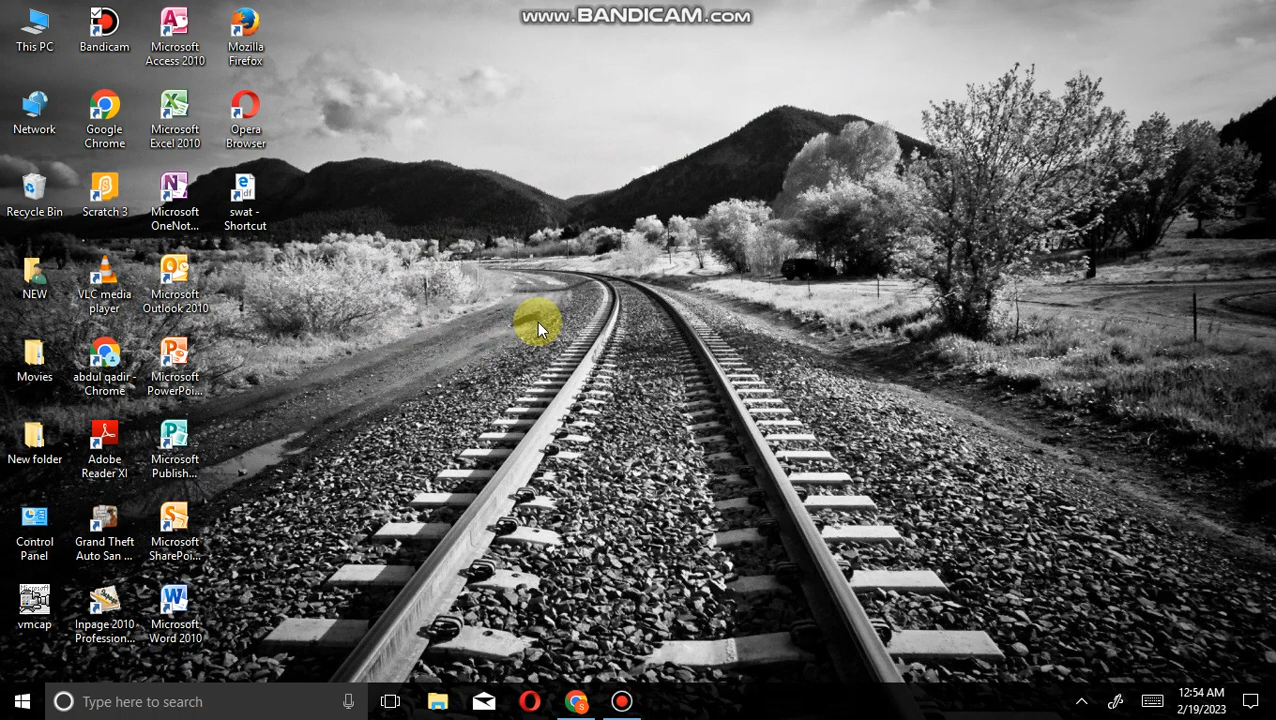 www.BANDICAM.com
This PC
Bandicam
Microsoft
Access 2010
Mozilla
Firefox
Network
Google
Chrome
Microsoft
Excel 2010
Opera
Browser
Recycle Bin
Scratch 3
Microsoft
OneNot...
swat -
Shortcut
NEW
VLC media
player
Microsoft
Outlook 2010
Movies
abdul qadir -
Chrome
Microsoft
PowerPoi...
New folder
Adobe
Reader XI
Microsoft
Publish...
Control
Panel
Grand Theft
Auto San ...
Microsoft
SharePoi...
vmcap
Inpage 2010
Profession...
Microsoft
Word 2010
Type here to search
12:54 AM
2/19/2023